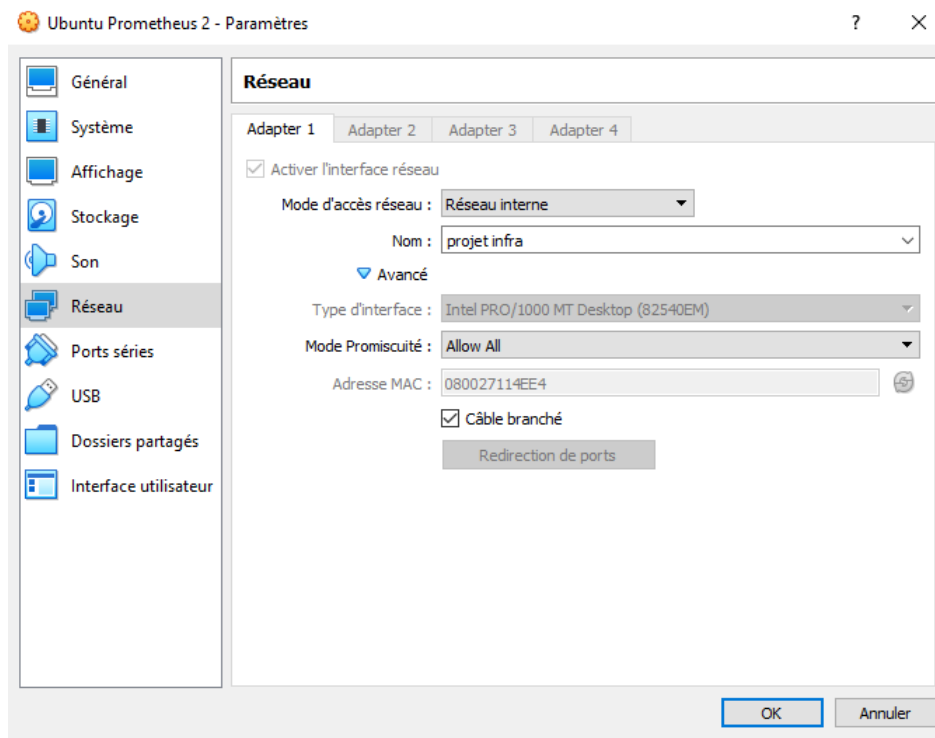 Ubuntu Prometheus 2 - Paramètres ? ×
Général
Système
Affichage
Stockage
Son
Réseau
Ports séries
USB
Dossiers partagés
Interface utilisateur
Réseau
Adapter 1 Adapter 2 Adapter 3 Adapter 4
Activer l'interface réseau
Mode d'accès réseau : Réseau interne
Nom : projet infra
Avancé
Type d'interface : Intel PRO/1000 MT Desktop (82540EM)
Mode Promiscuité : Allow All
Adresse MAC : 080027114EE4
Câble branché
Redirection de ports
OK Annuler